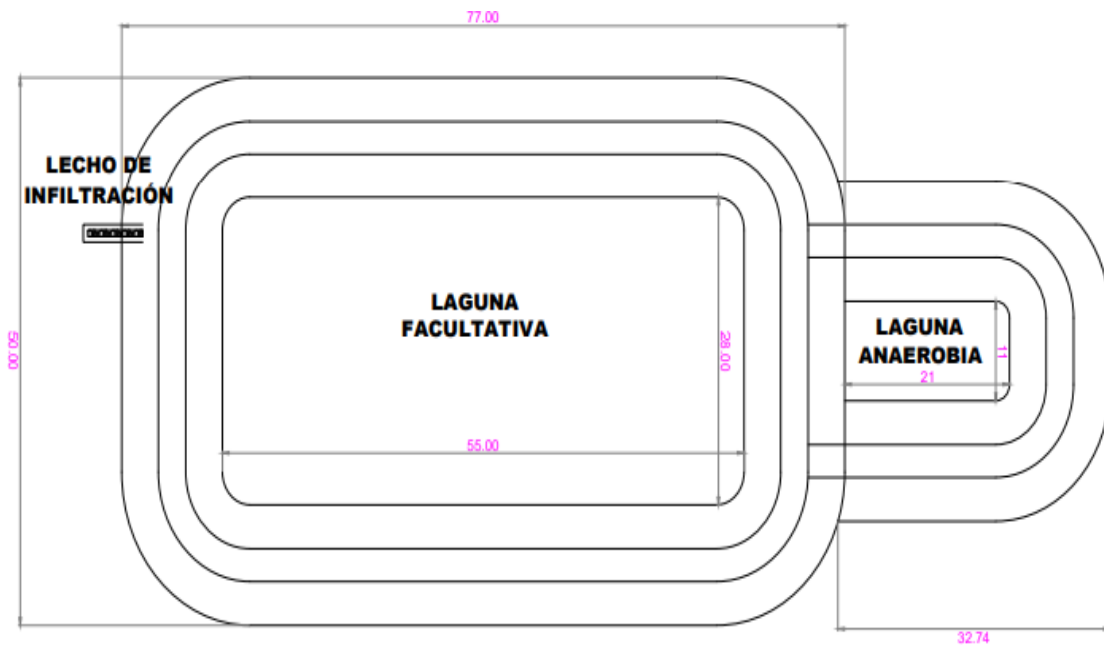 77.00
LECHO DE
INFILTRACIÓN
50.00
LAGUNA
FACULTATIVA
28.00
55.00
LAGUNA
ANAEROBIA
11
21
32.74